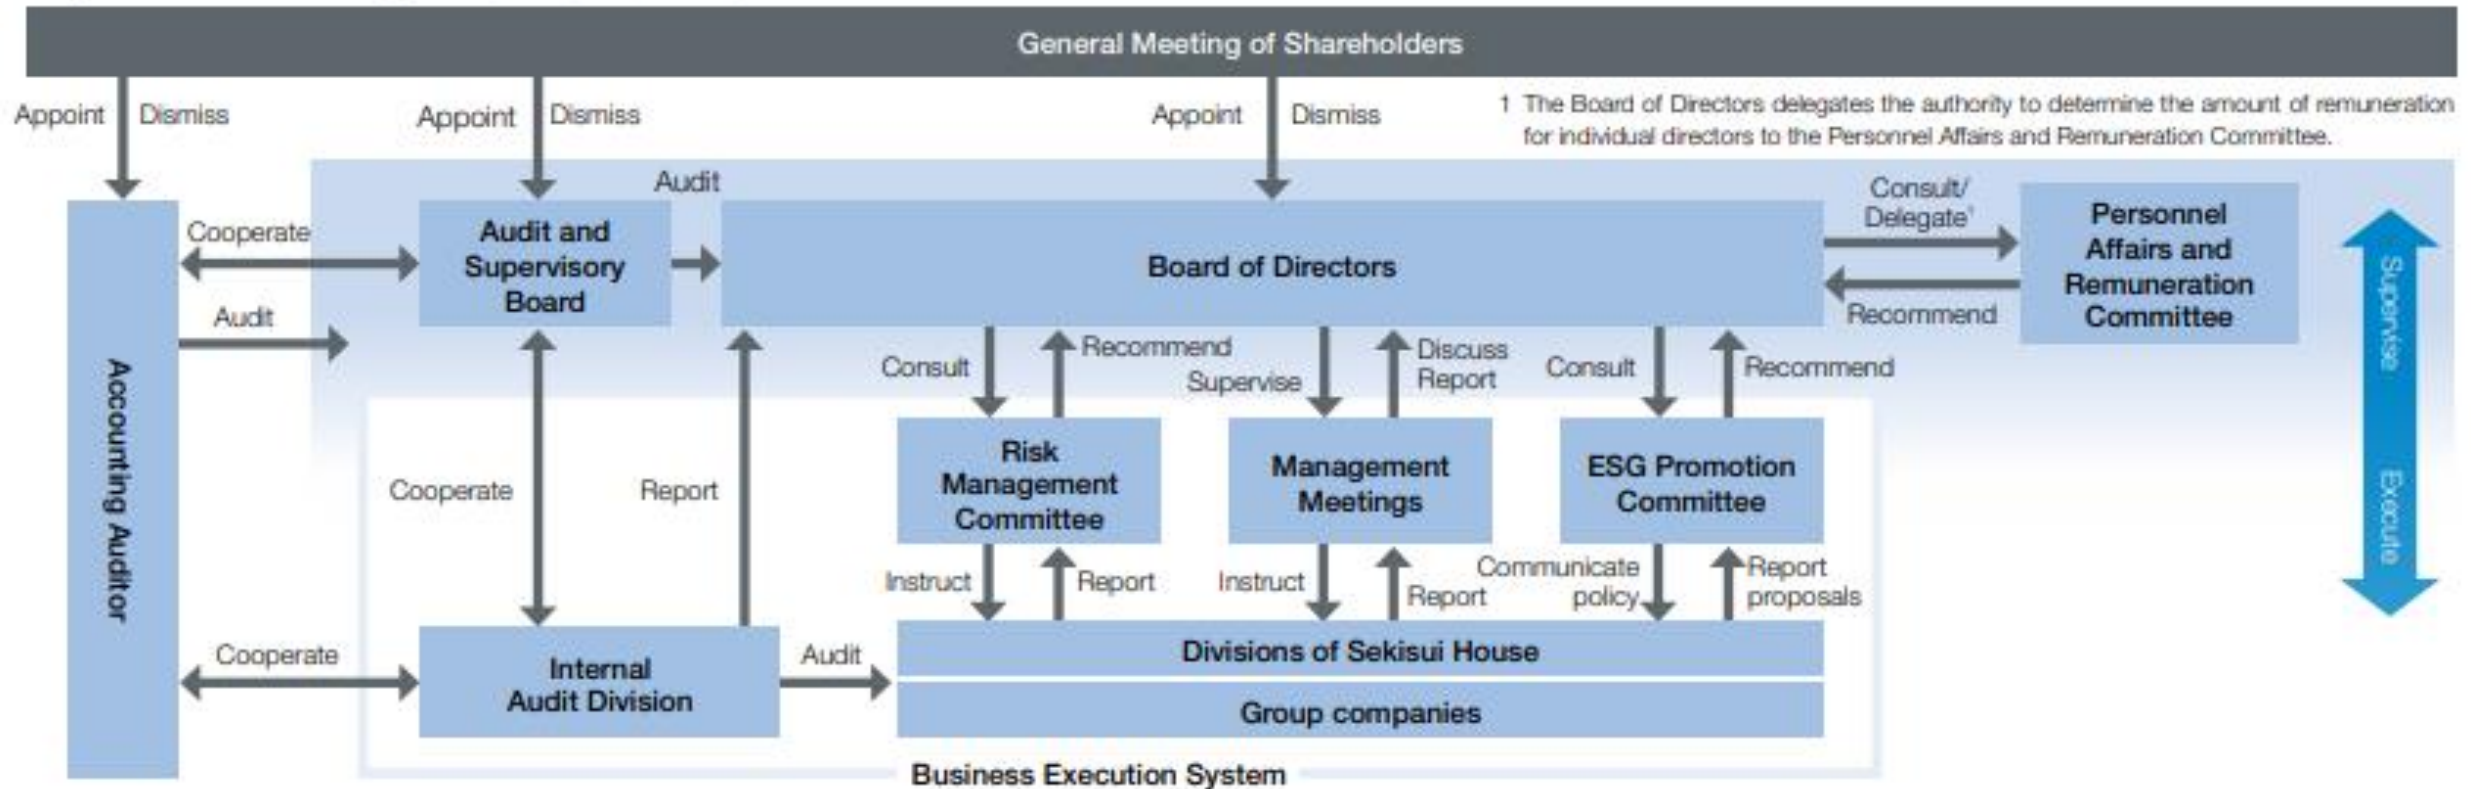 General Meeting of Shareholders
Appoint
Dismiss
Appoint
Dismiss
Appoint
Dismiss
1 The Board of Directors delegates the authority to determine the amount of remuneration
for individual directors to the Personnel Affairs and Remuneration Committee.
Audit
Consult/
Delegate¹
Cooperate
Audit and
Supervisory
Board
Board of Directors
Personnel
Affairs and
Remuneration
Committee
Recommend
Supervise
Execute
Audit
Accounting Auditor
Consult
Recommend
Supervise
Discuss
Report
Consult
Recommend
Cooperate
Report
Risk
Management
Committee
Management
Meetings
ESG Promotion
Committee
Instruct
Report
Instruct
Report
Communicate
policy
Report
proposals
Cooperate
Internal
Audit Division
Audit
Divisions of Sekisui House
Group companies
Business Execution System